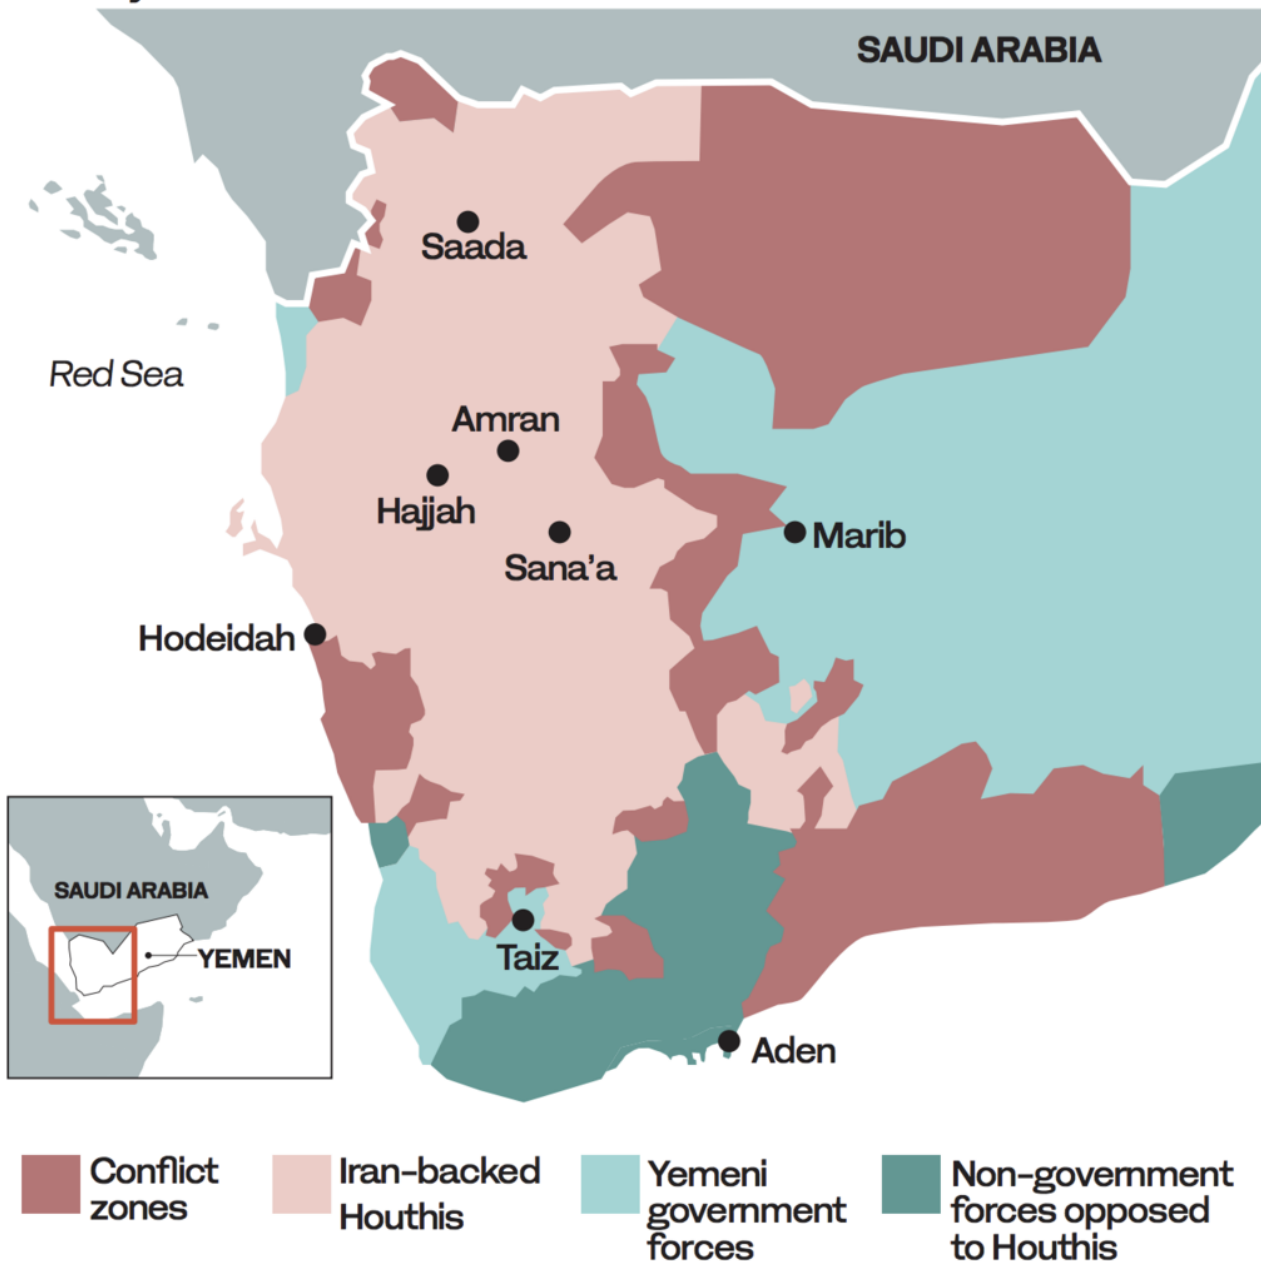 SAUDI ARABIA
Saada
Red Sea
Amran
Hajjah
Sana’a
Marib
Hodeidah
SAUDI ARABIA
YEMEN
Taiz
Aden
Conflict
zones
Iran-backed
Houthis
Yemeni
government
forces
Non-government
forces opposed
to Houthis